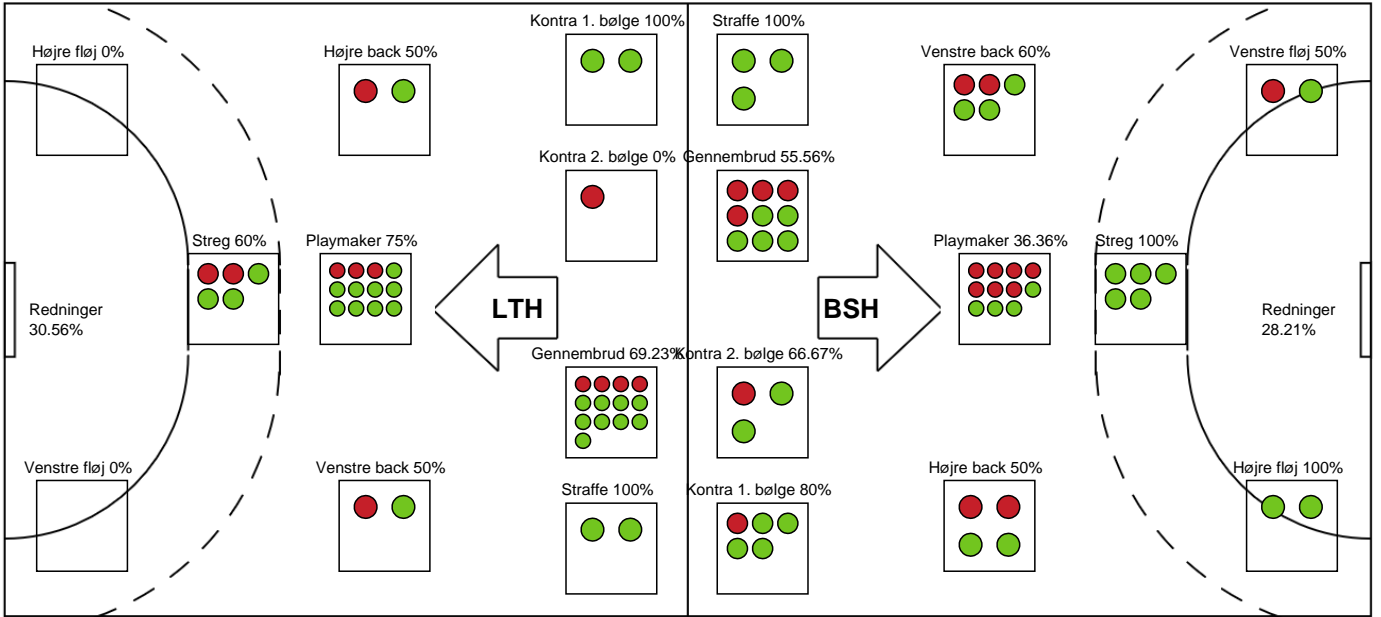 Kontra 1. bølge 100%
Straffe 100%
Højre fløj 0%
Højre back 50%
Venstre back 60%
Venstre fløj 50%
Kontra 2. bølge 0%
Gennembrud 55.56%
Streg 60%
Playmaker 75%
Playmaker 36.36%
Streg 100%
Redninger
30.56%
LTH
BSH
Redninger
28.21%
Gennembrud 69.23%
Kontra 2. bølge 66.67%
Venstre fløj 0%
Venstre back 50%
Straffe 100%
Kontra 1. bølge 80%
Højre back 50%
Højre fløj 100%